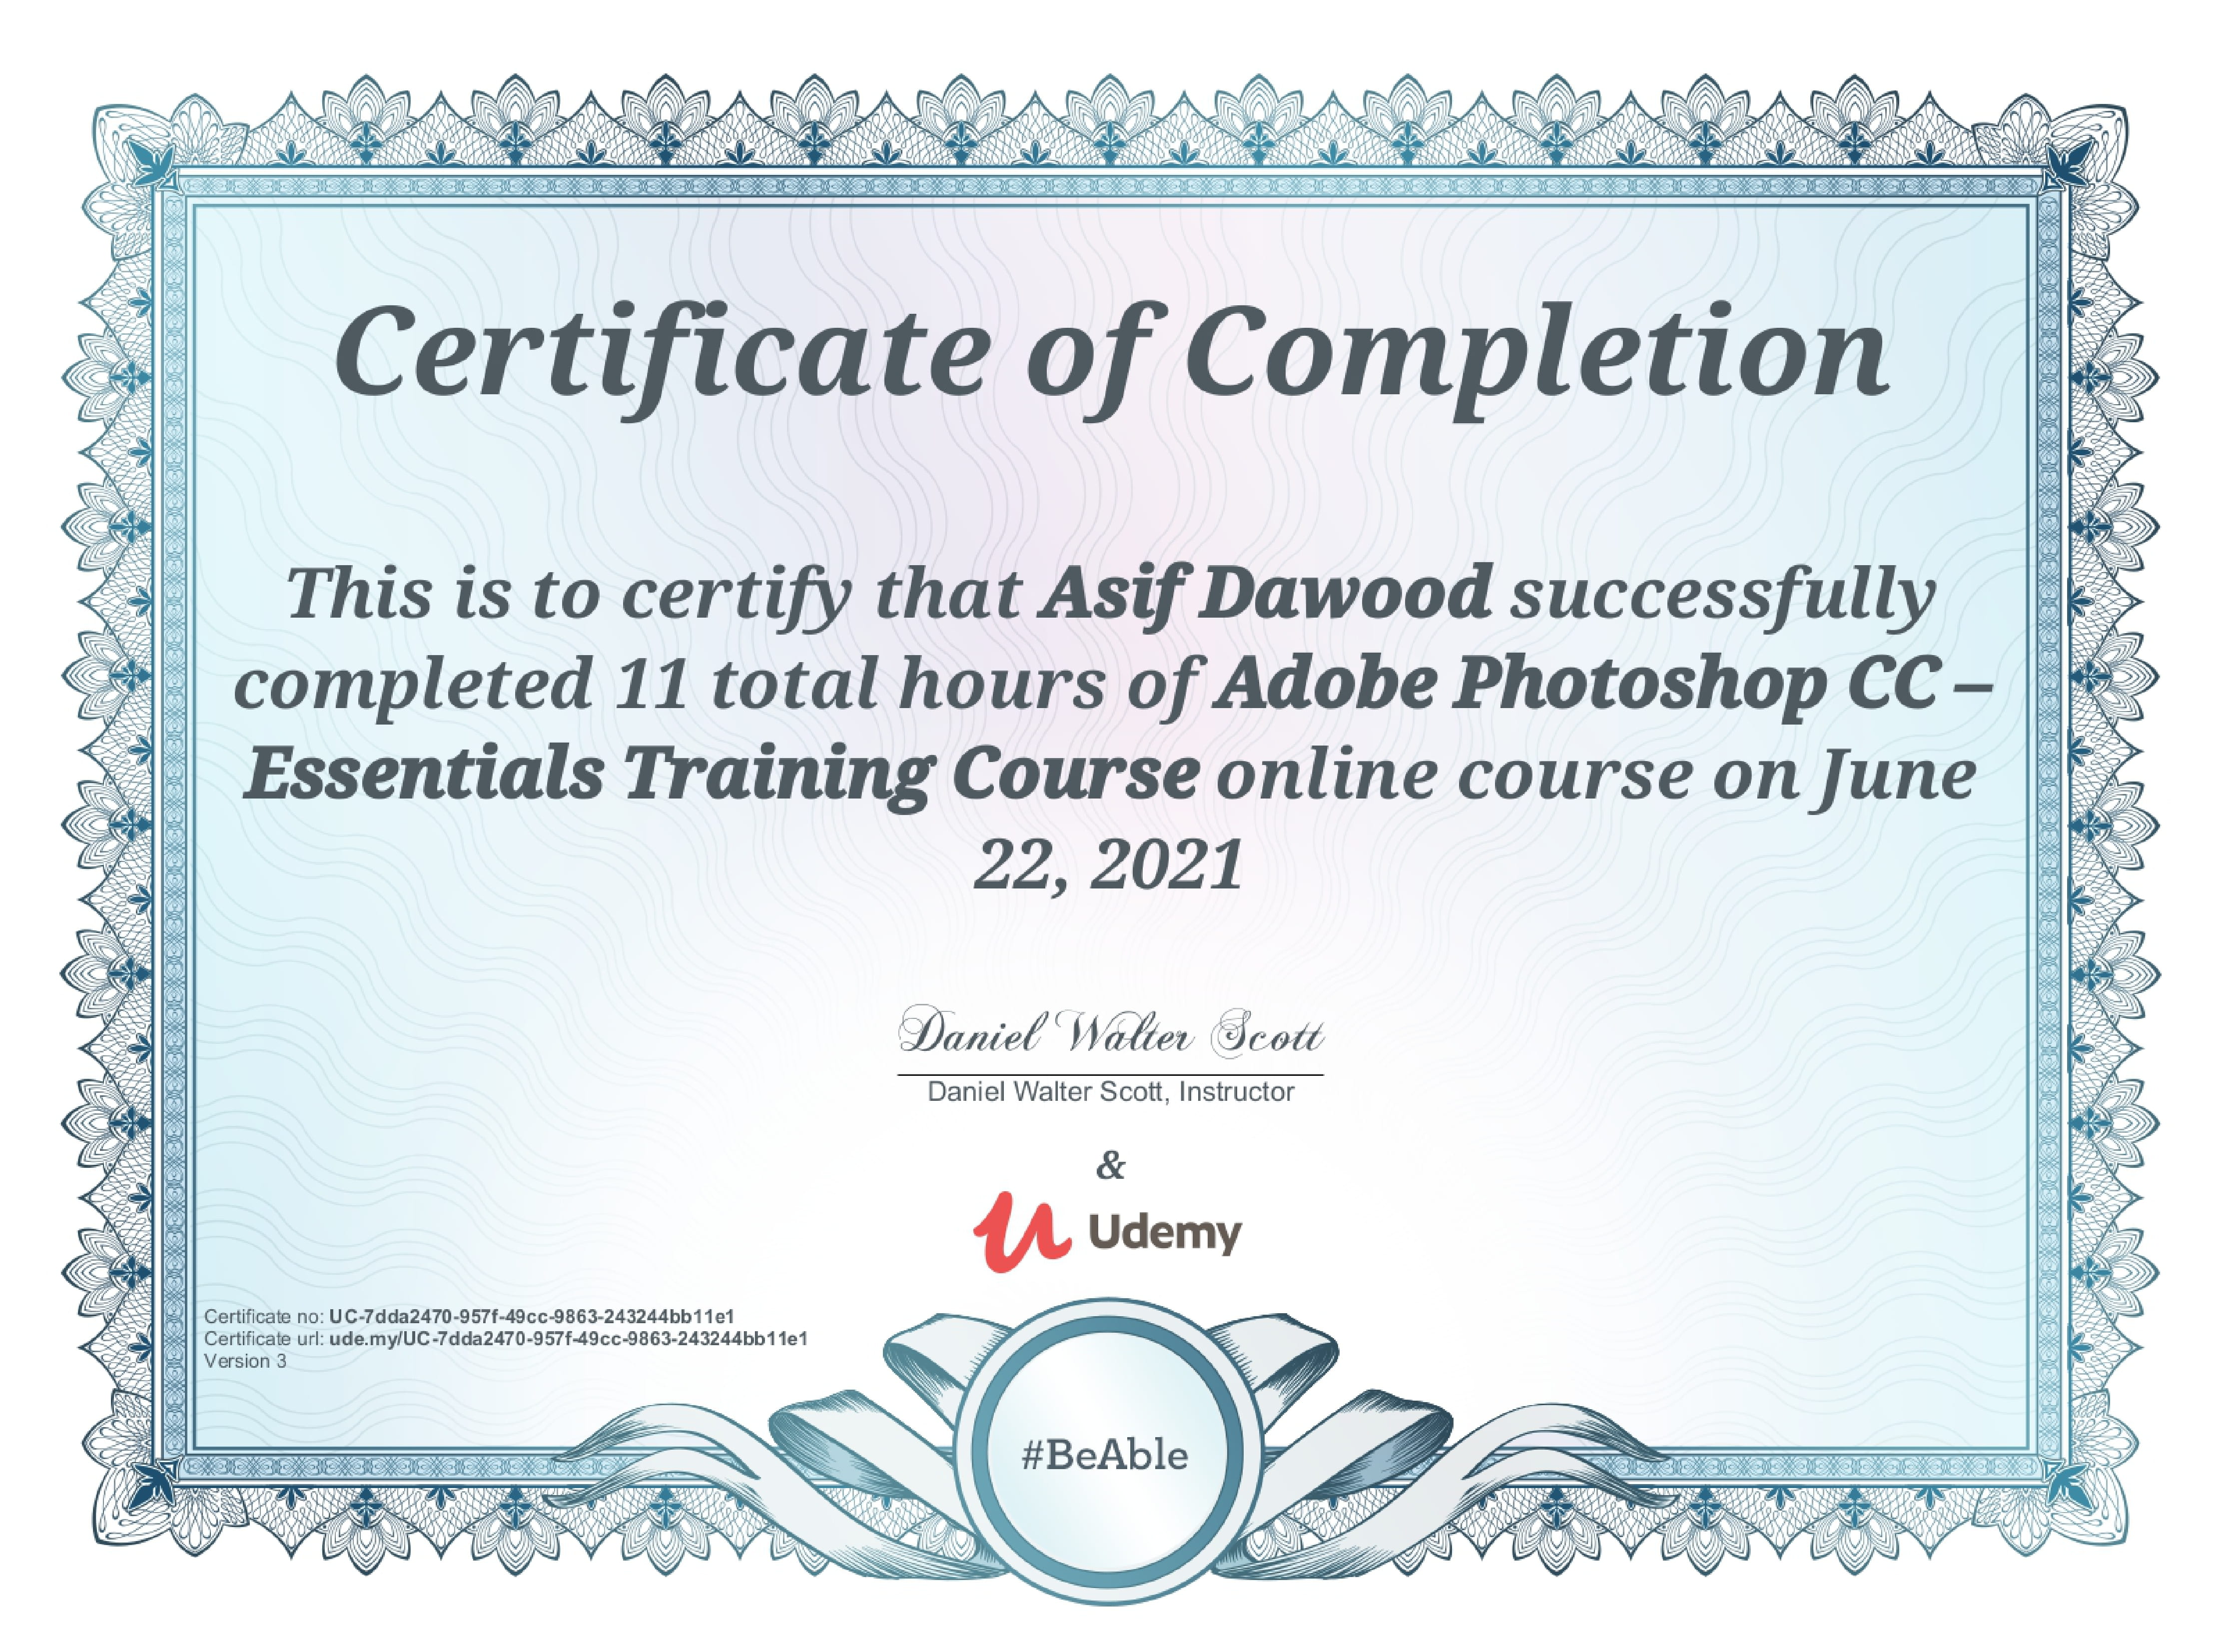 Certificate of Completion
This is to certify that Asif Dawood successfully
completed 11 total hours of Adobe Photoshop CC –
Essentials Training Course online course on June
22, 2021
Daniel Walter Scott
Daniel Walter Scott, Instructor
&
Udemy
Certificate no: UC-7dda2470-957f-49cc-9863-243244bb11e1
Certificate url: ude.my/UC-7dda2470-957f-49cc-9863-243244bb11e1
Version 3
#BeAble